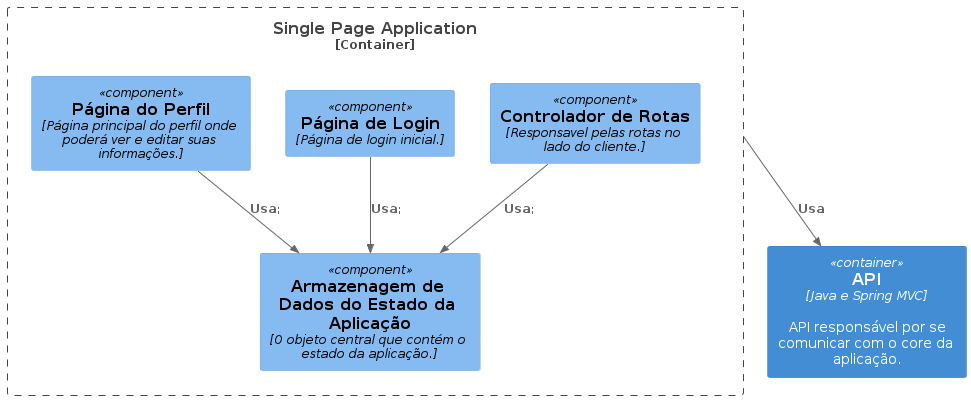 Single Page Application
[Container]
«component»
Página do Perfil
[Página principal do perfil onde
poderá ver e editar suas
informações.]
«component»
Página de Login
[Página de login inicial.]
«component»
Controlador de Rotas
[Responsavel pelas rotas no
lado do cliente.]
Usa;
Usa;
Usa;
Usa
«component»
Armazenagem de
Dados do Estado da
Aplicação
[0 objeto central que contém o
estado da aplicação.]
«container»
API
[Java e Spring MVC]
API responsável por se
comunicar com o core da
aplicação.